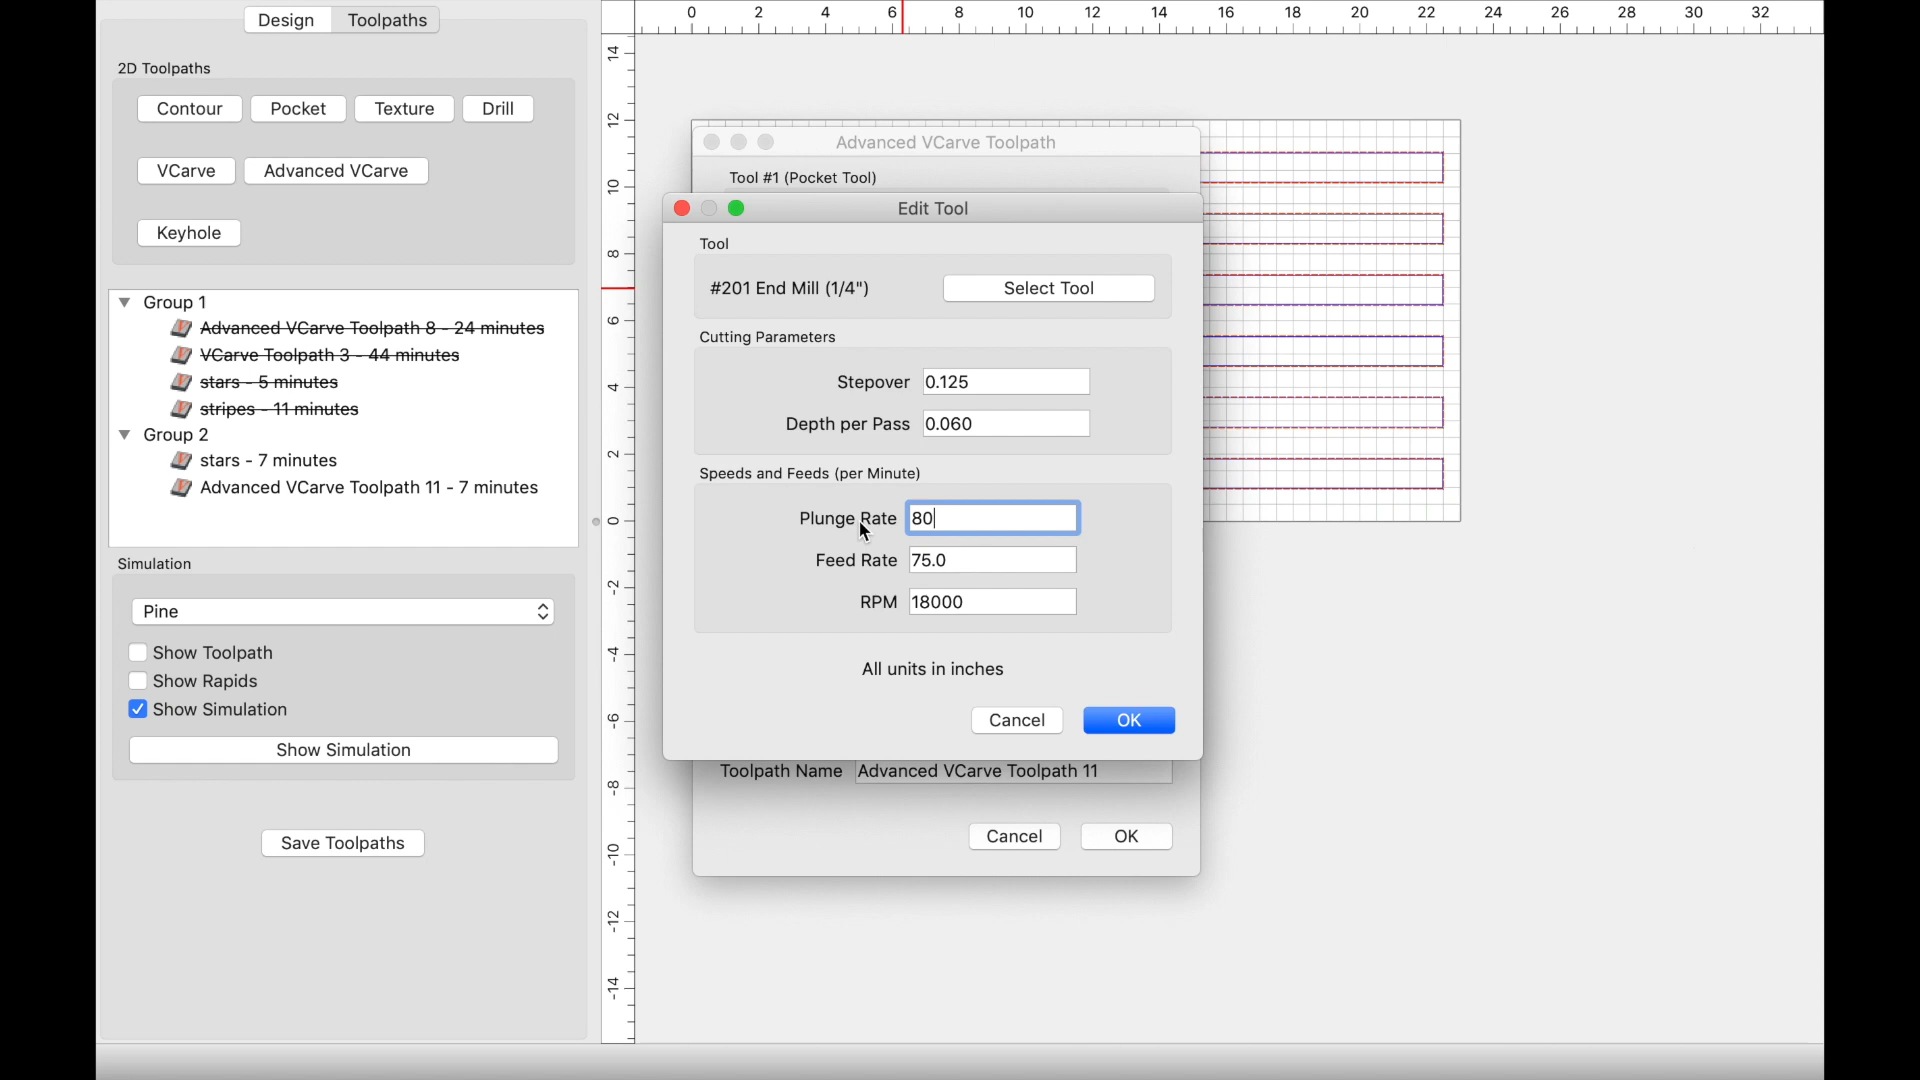 Design Toolpaths
0 2 4 6 8 10 12 14 16 18 20 22 24 26 28 30 32
2D Toolpaths
Contour Pocket Texture Drill
VCarve Advanced VCarve
Keyhole
Group 1
Advanced VCarve Toolpath 8 - 24 minutes
VCarve Toolpath 3 - 44 minutes
stars - 5 minutes
stripes - 11 minutes
Group 2
stars - 7 minutes
Advanced VCarve Toolpath 11 - 7 minutes
Simulation
Pine
Show Toolpath
Show Rapids
Show Simulation
Show Simulation
Save Toolpaths
14
12
10
8
6
4
2
0
-2
-4
-6
-8
-10
-12
-14
Advanced VCarve Toolpath
Tool #1 (Pocket Tool)
Edit Tool
Tool
#201 End Mill (1/4") Select Tool
Cutting Parameters
Stepover 0.125
Depth per Pass 0.060
Speeds and Feeds (per Minute)
Plunge Rate 80
Feed Rate 75.0
RPM 18000
All units in inches
Cancel OK
Toolpath Name Advanced VCarve Toolpath 11
Cancel OK